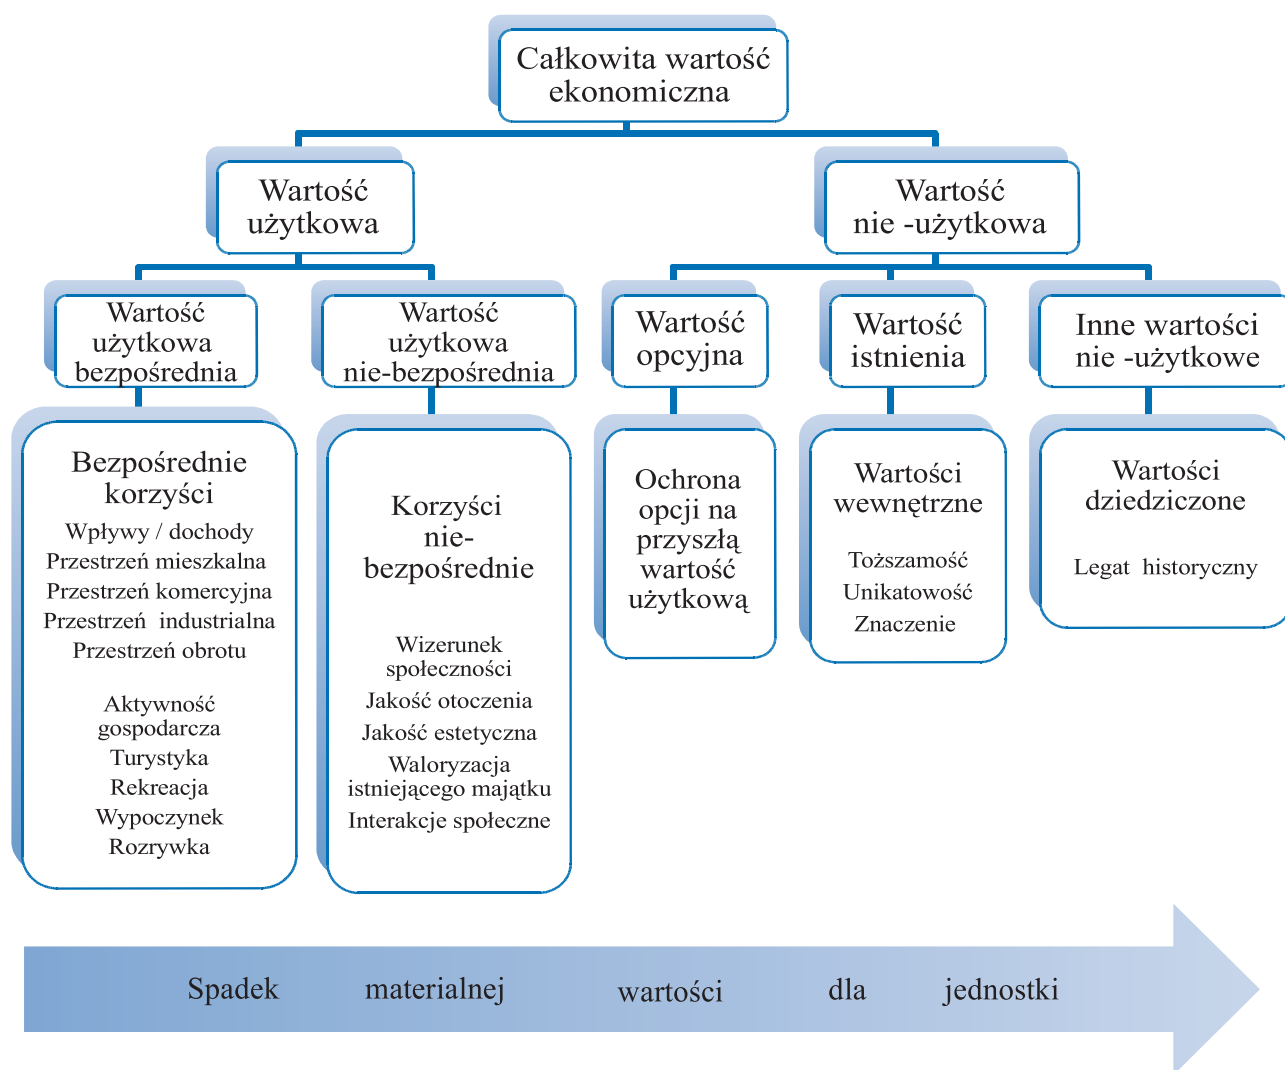 Całkowita wartość
ekonomiczna
Wartość
użytkowa
Wartość
nie -użytkowa
Wartość
użytkowa
bezpośrednia
Wartość
użytkowa
nie-bezpośrednia
Wartość
opcyjna
Wartość
istnienia
Inne wartości
nie -użytkowe
Bezpośrednie
korzyści
Wpływy / dochody
Przestrzeń mieszkalna
Przestrzeń komercyjna
Przestrzeń industrialna
Przestrzeń obrotu
Aktywność
gospodarcza
Turystyka
Rekreacja
Wypoczynek
Rozrywka
Korzyści
nie-
bezpośrednie
Wizerunek
społeczności
Jakość otoczenia
Jakość estetyczna
Waloryzacja
istniejącego majątku
Interakcje społeczne
Ochrona
opcji na
przyszłą
wartość
użytkową
Wartości
wewnętrzne
Toższamość
Unikatowość
Znaczenie
Wartości
dziedziczone
Legat historyczny
Spadek materialnej wartości dla jednostki